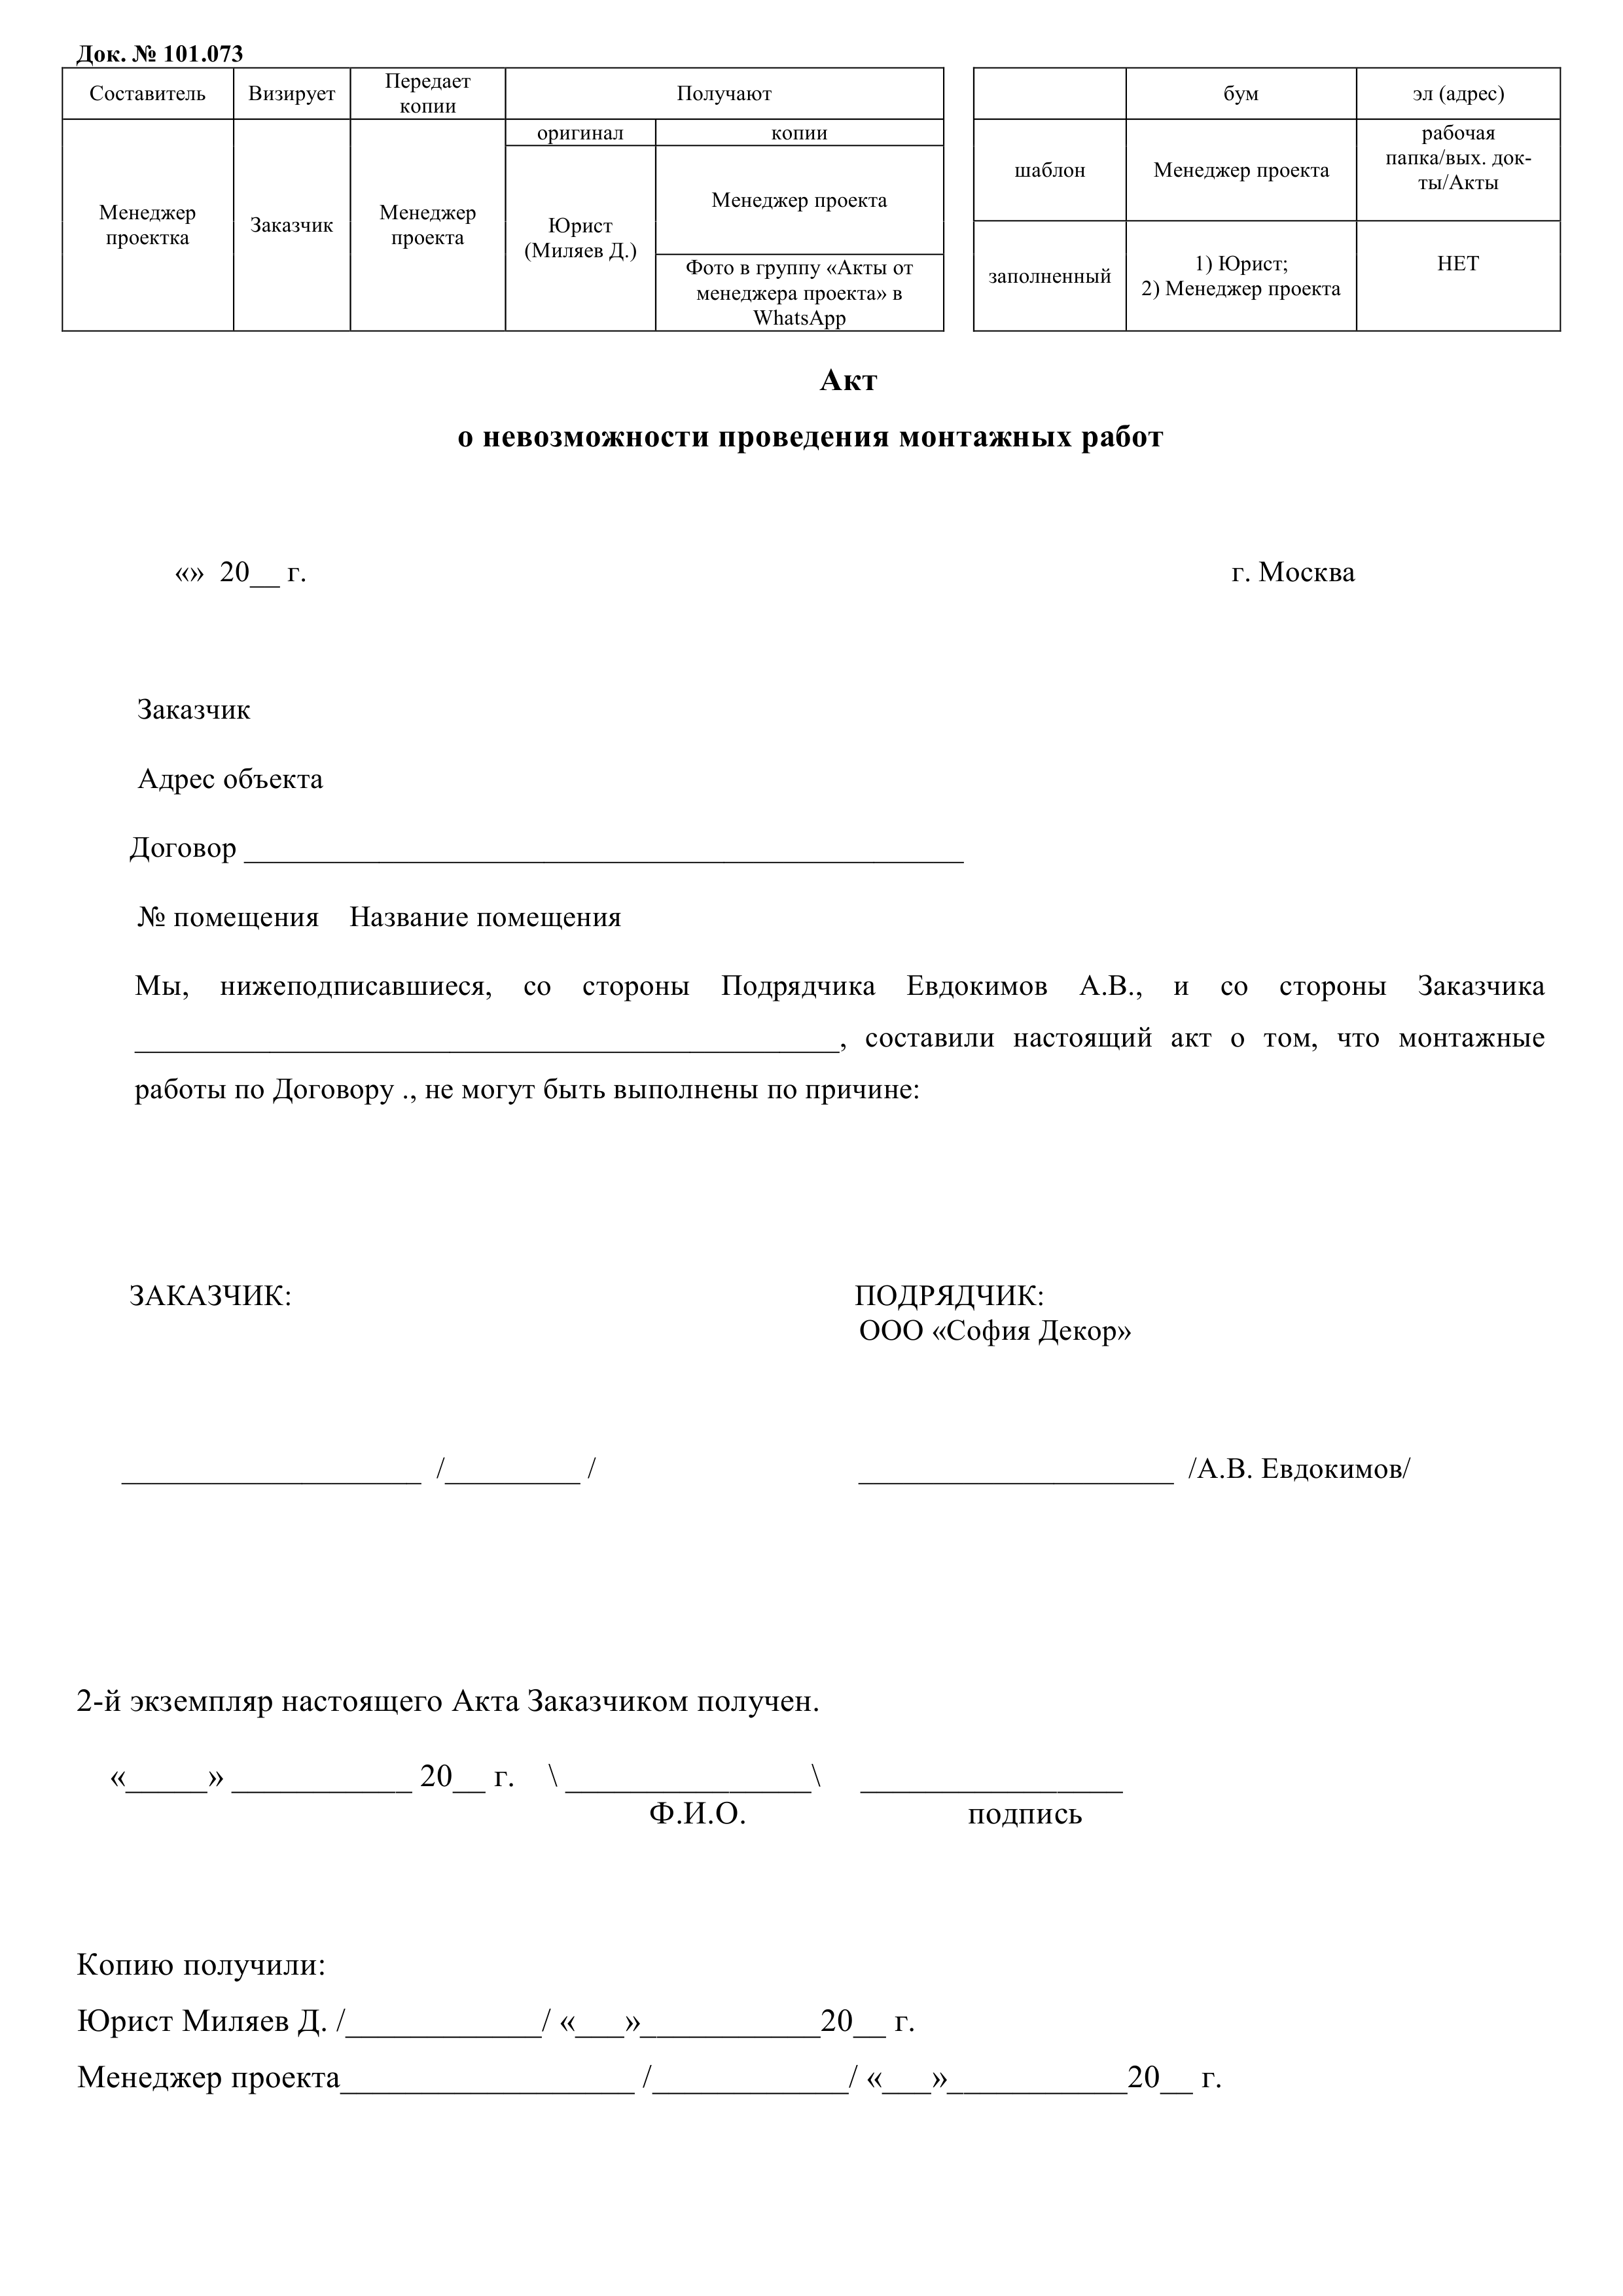 Док. № 101.073
Составитель Визирует Передает копии Получают
оригинал копии
Менеджер проектка Заказчик Менеджер проекта Юрист (Миляев Д.) Менеджер проекта
Фото в группу «Акты от менеджера проекта» в WhatsApp
бум эл (адрес)
шаблон Менеджер проекта рабочая папка/вых. док-ты/Акты
заполненный 1) Юрист; 2) Менеджер проекта НЕТ
Акт
о невозможности проведения монтажных работ
«» 20__ г. г. Москва
Заказчик
Адрес объекта
Договор ________________________________________________
№ помещения Название помещения
Мы, нижеподписавшиеся, со стороны Подрядчика Евдокимов А.В., и со стороны Заказчика
_______________________________________________, составили настоящий акт о том, что монтажные
работы по Договору ., не могут быть выполнены по причине:
ЗАКАЗЧИК: ПОДРЯДЧИК:
ООО «София Декор»
____________________ /_________ / _____________________ /А.В. Евдокимов/
2-й экземпляр настоящего Акта Заказчиком получен.
«_____» ___________ 20__ г. \ _______________\ ________________
Ф.И.О. подпись
Копию получили:
Юрист Миляев Д. /____________/ «___»___________20__ г.
Менеджер проекта__________________ /____________/ «___»___________20__ г.